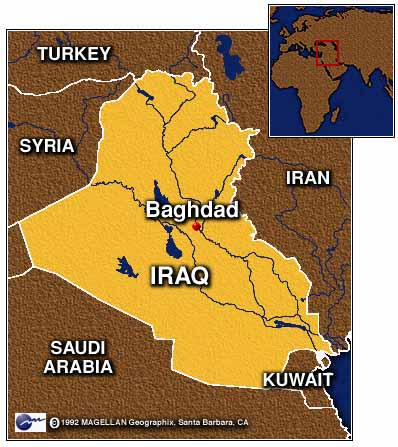 TURKEY
SYRIA
IRAN
Baghdad
IRAQ
SAUDI
ARABIA
KUWAIT
© 1992 MAGELLAN Geographix, Santa Barbara, CA